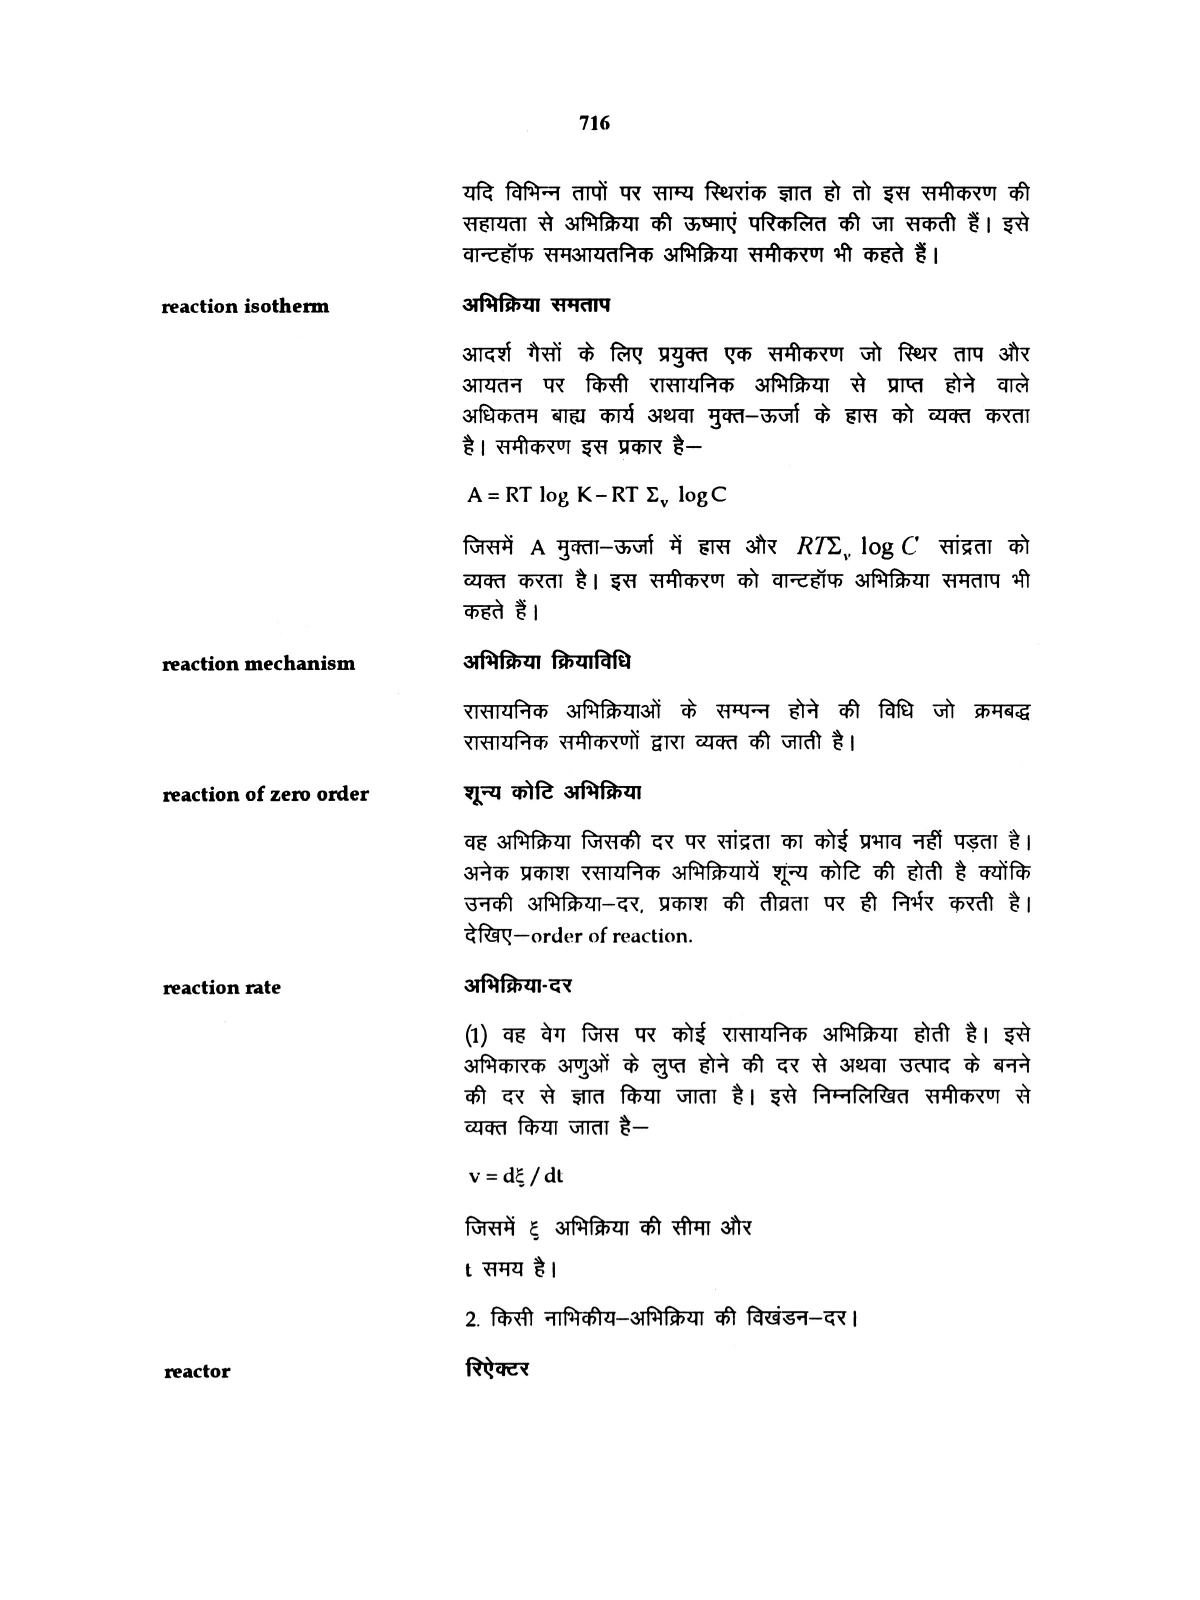 716
यदि विभिन्न तापों पर साम्य स्थिरांक ज्ञात हो तो इस समीकरण की
सहायता से अभिक्रिया की ऊष्माएं परिकलित की जा सकती हैं। इसे
वान्टहॉफ समआयतनिक अभिक्रिया समीकरण भी कहते हैं।
reaction isotherm अभिक्रिया समताप
आदर्श गैसों के लिए प्रयुक्त एक समीकरण जो स्थिर ताप और
आयतन पर किसी रासायनिक अभिक्रिया से प्राप्त होने वाले
अधिकतम बाह्य कार्य अथवा मुक्त–ऊर्जा के ह्रास को व्यक्त करता
है। समीकरण इस प्रकार है–
A = RT log K – RT Σᵥ log C
जिसमें A मुक्ता–ऊर्जा में ह्रास और RTΣᵥ log C सांद्रता को
व्यक्त करता है। इस समीकरण को वान्टहॉफ अभिक्रिया समताप भी
कहते हैं।
reaction mechanism अभिक्रिया क्रियाविधि
रासायनिक अभिक्रियाओं के सम्पन्न होने की विधि जो क्रमबद्ध
रासायनिक समीकरणों द्वारा व्यक्त की जाती है।
reaction of zero order शून्य कोटि अभिक्रिया
वह अभिक्रिया जिसकी दर पर सांद्रता का कोई प्रभाव नहीं पड़ता है।
अनेक प्रकाश रसायनिक अभिक्रियायें शून्य कोटि की होती है क्योंकि
उनकी अभिक्रिया–दर, प्रकाश की तीव्रता पर ही निर्भर करती है।
देखिए–order of reaction.
reaction rate अभिक्रिया-दर
(1) वह वेग जिस पर कोई रासायनिक अभिक्रिया होती है। इसे
अभिकारक अणुओं के लुप्त होने की दर से अथवा उत्पाद के बनने
की दर से ज्ञात किया जाता है। इसे निम्नलिखित समीकरण से
व्यक्त किया जाता है–
v = dξ / dt
जिसमें ξ अभिक्रिया की सीमा और
t समय है।
2. किसी नाभिकीय–अभिक्रिया की विखंडन–दर।
reactor रिऐक्टर